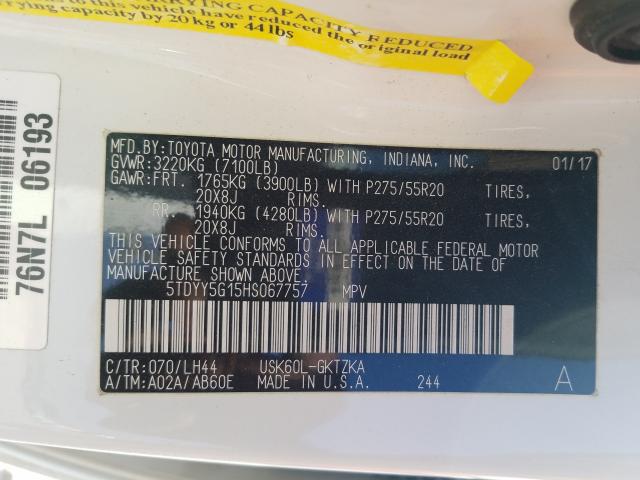 CARRYING CAPACITY REDUCED
carrying capacity by 20 kg or 44 lbs
have reduced the original load
76N7L 06193
MFD.BY: TOYOTA MOTOR MANUFACTURING, INDIANA, INC. 01/17
GVWR: 3220KG (7100LB)
GAWR: FRT. 1765KG (3900LB) WITH P275/55R20 TIRES,
20X8J RIMS.
RR. 1940KG (4280LB) WITH P275/55R20 TIRES,
20X8J RIMS.
THIS VEHICLE CONFORMS TO ALL APPLICABLE FEDERAL MOTOR
VEHICLE SAFETY STANDARDS IN EFFECT ON THE DATE OF
MANUFACTURE SHOWN ABOVE.
5TDYY5G15HS067757 MPV
C/TR: 070/LH44 USK60L-GKTZKA
A/TM: A02A/AB60E MADE IN U.S.A. 244 A